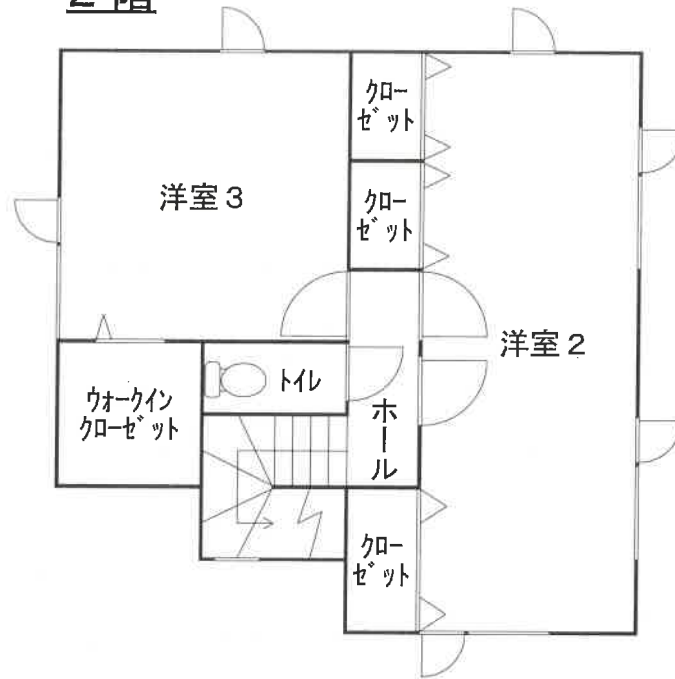 2階
クロー
ゼット
洋室3
クロー
ゼット
洋室2
トイレ
ウォークイン
クローゼット
ホール
クロー
ゼット